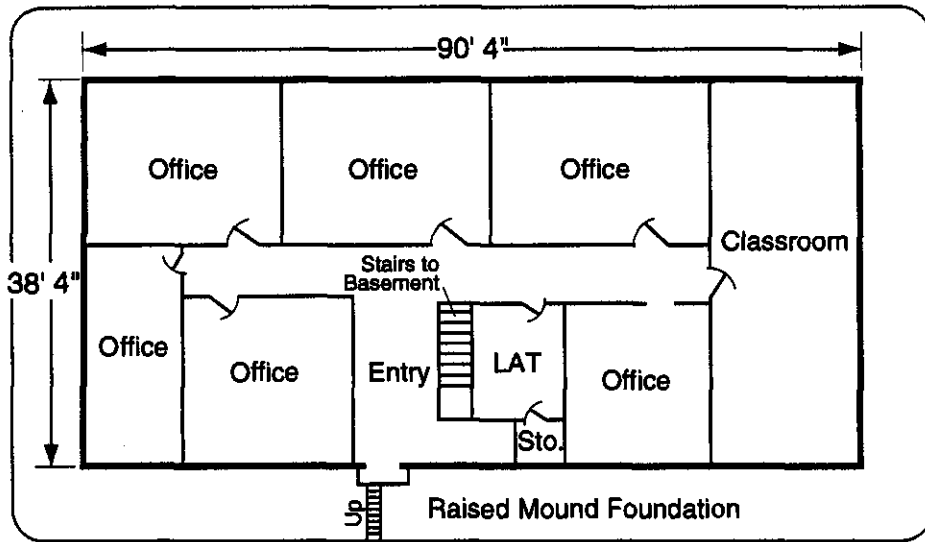 90' 4"
Office
Office
Office
Classroom
Stairs to
Basement
38' 4"
Office
Office
Entry
LAT
Office
Sto.
Up
Raised Mound Foundation